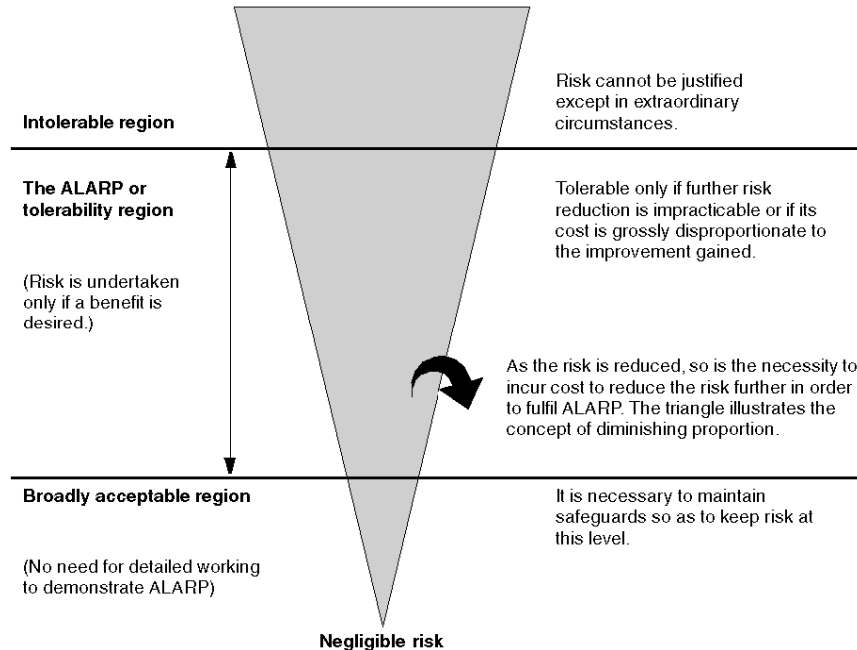 Risk cannot be justified
except in extraordinary
circumstances.
Intolerable region
The ALARP or
tolerability region
Tolerable only if further risk
reduction is impracticable or if its
cost is grossly disproportionate to
the improvement gained.
(Risk is undertaken
only if a benefit is
desired.)
As the risk is reduced, so is the necessity to
incur cost to reduce the risk further in order
to fulfil ALARP. The triangle illustrates the
concept of diminishing proportion.
Broadly acceptable region
It is necessary to maintain
safeguards so as to keep risk at
this level.
(No need for detailed working
to demonstrate ALARP)
Negligible risk